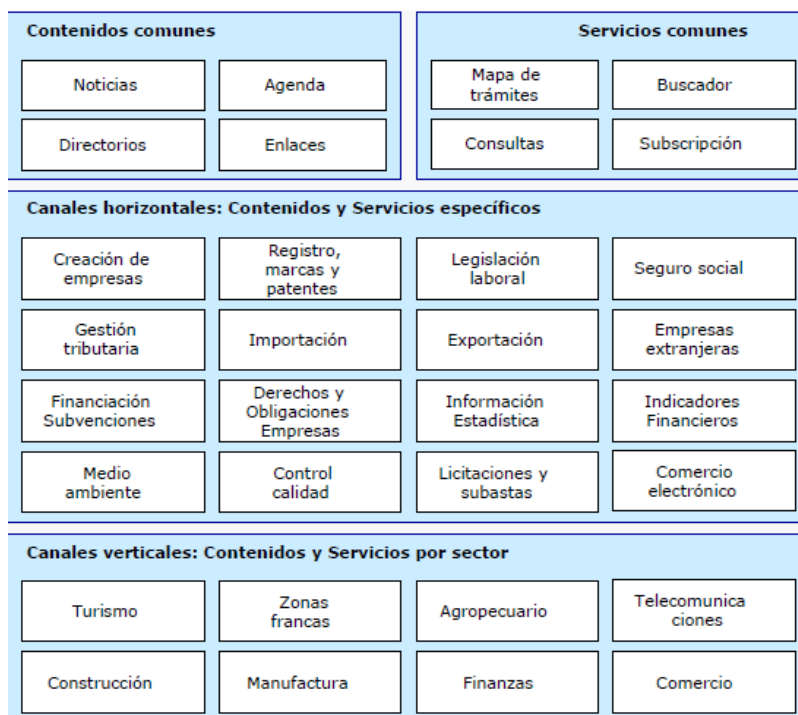 Contenidos comunes
Noticias
Agenda
Directorios
Enlaces
Servicios comunes
Mapa de
trámites
Buscador
Consultas
Subscripción
Canales horizontales: Contenidos y Servicios específicos
Creación de
empresas
Registro,
marcas y
patentes
Legislación
laboral
Seguro social
Gestión
tributaria
Importación
Exportación
Empresas
extranjeras
Financiación
Subvenciones
Derechos y
Obligaciones
Empresas
Información
Estadística
Indicadores
Financieros
Medio
ambiente
Control
calidad
Licitaciones y
subastas
Comercio
electrónico
Canales verticales: Contenidos y Servicios por sector
Turismo
Zonas
francas
Agropecuario
Telecomunica
ciones
Construcción
Manufactura
Finanzas
Comercio